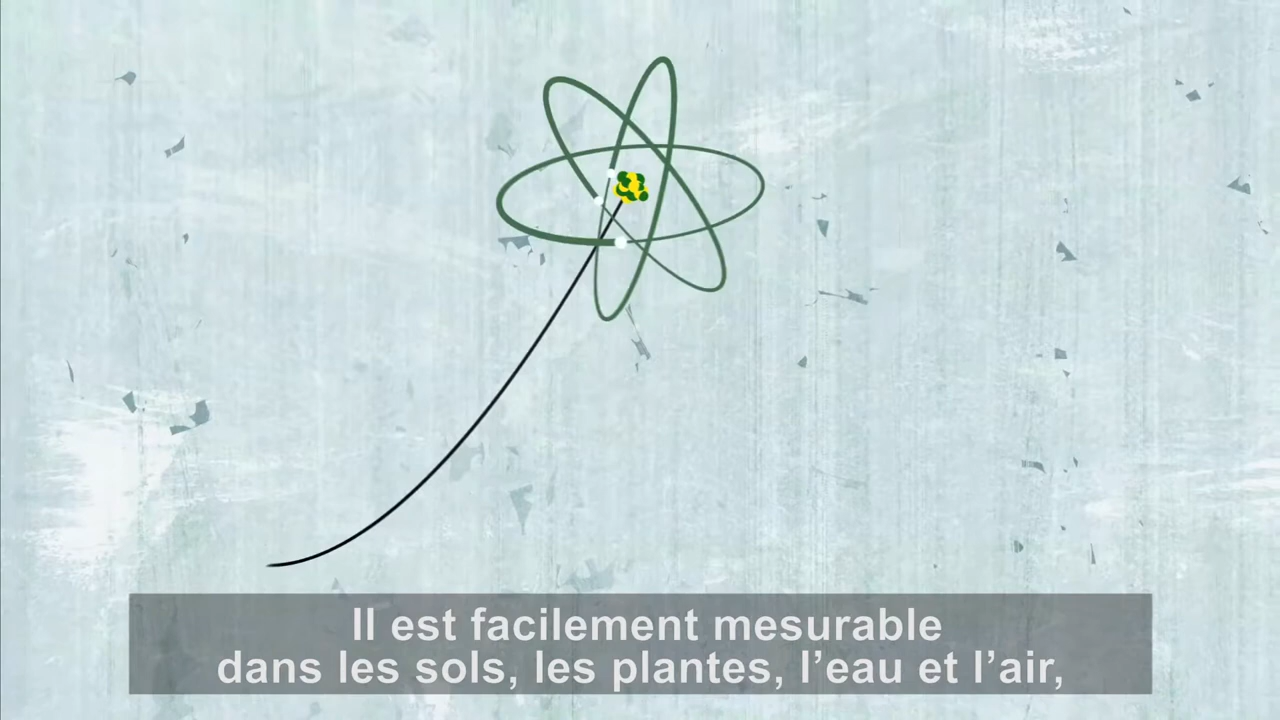 Il est facilement mesurable
dans les sols, les plantes, l’eau et l’air,